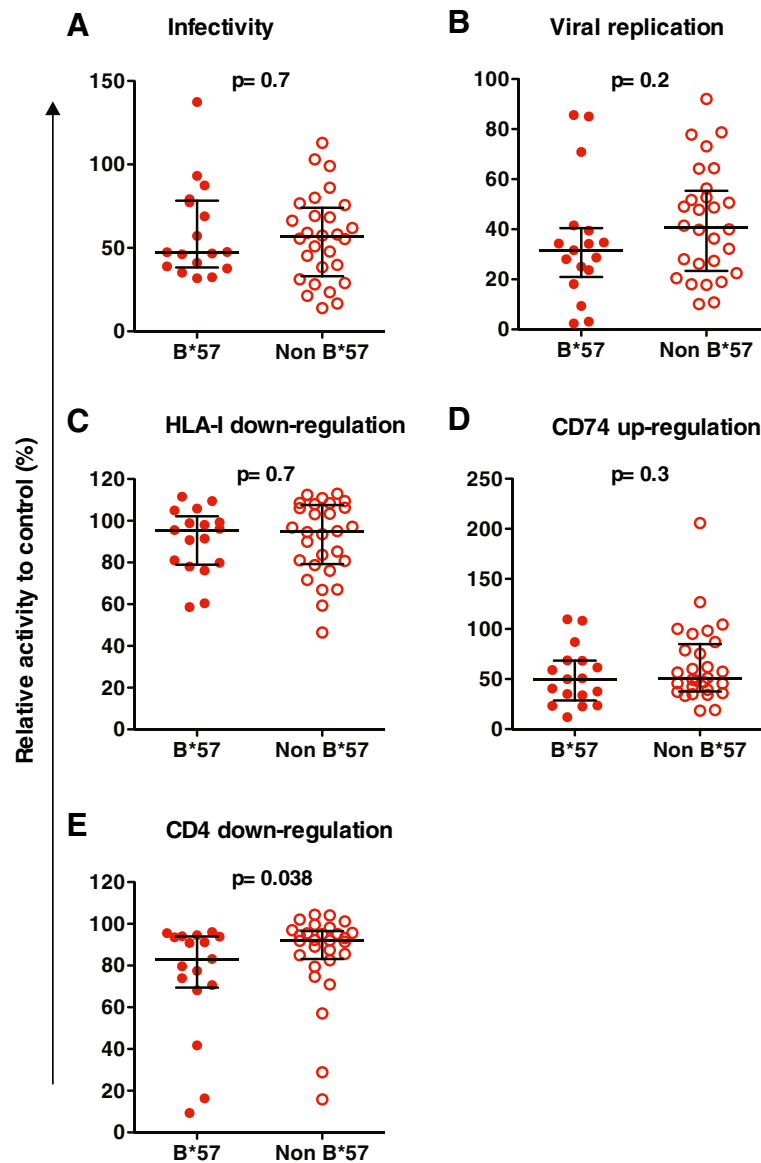 A Infectivity
p= 0.7
150
100
50
0
B*57 Non B*57
B Viral replication
p= 0.2
100
80
60
40
20
0
B*57 Non B*57
Relative activity to control (%)
C HLA-I down-regulation
p= 0.7
120
100
80
60
40
20
0
B*57 Non B*57
D CD74 up-regulation
p= 0.3
250
200
150
100
50
0
B*57 Non B*57
E CD4 down-regulation
p= 0.038
120
100
80
60
40
20
0
B*57 Non B*57